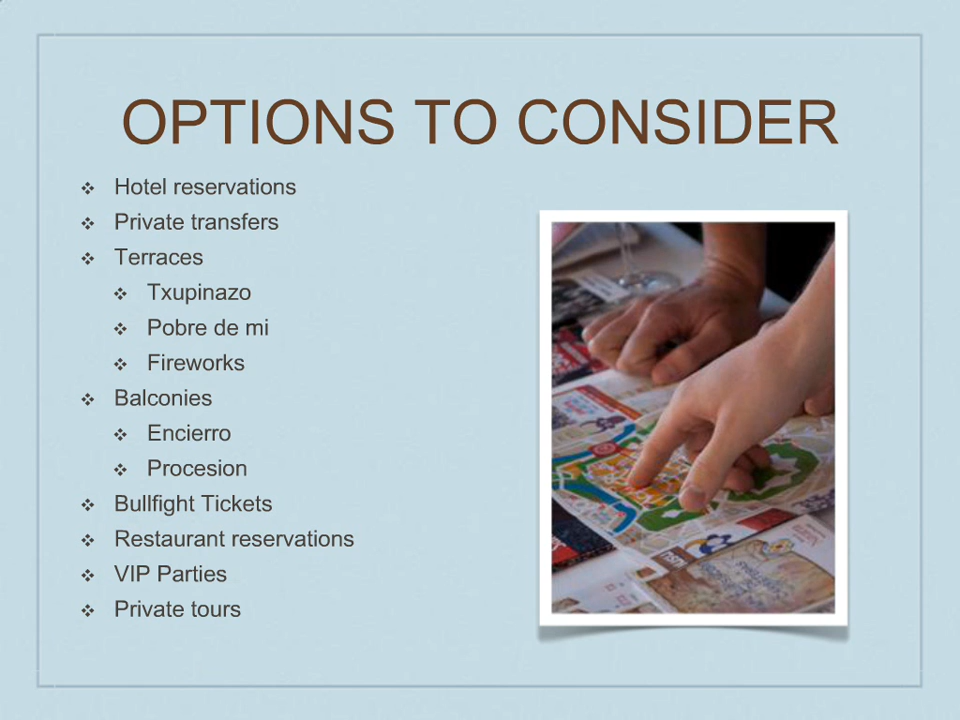 OPTIONS TO CONSIDER
Hotel reservations
Private transfers
Terraces
Txupinazo
Pobre de mi
Fireworks
Balconies
Encierro
Procesion
Bullfight Tickets
Restaurant reservations
VIP Parties
Private tours